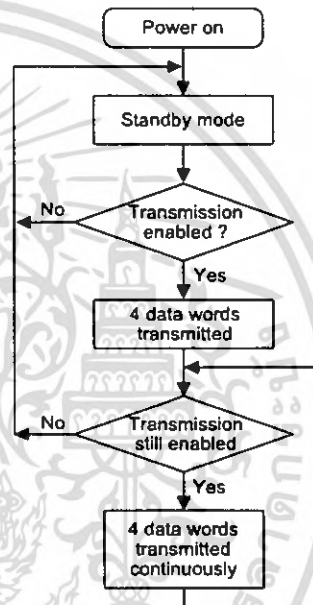 Power on
Standby mode
No
Transmission
enabled ?
Yes
4 data words
transmitted
No
Transmission
still enabled
Yes
4 data words
transmitted
continuously